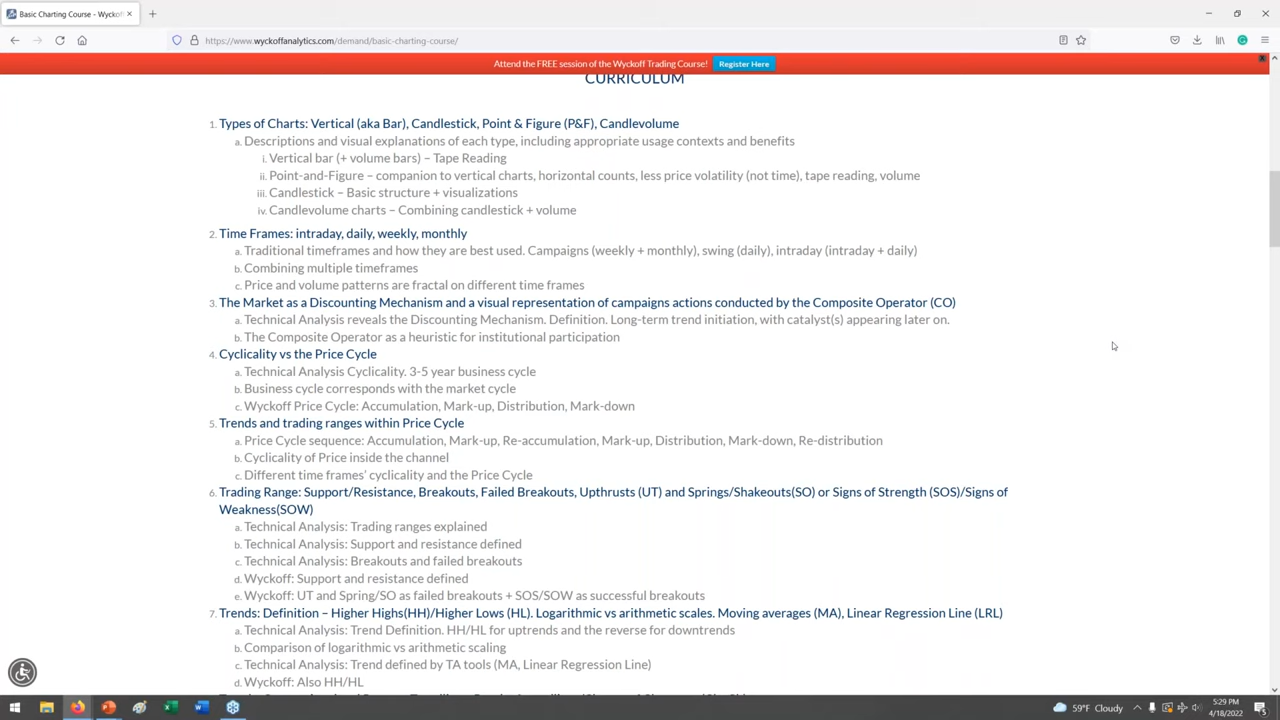 Basic Charting Course - Wyckoff
https://www.wyckoffanalytics.com/demand/basic-charting-course/
Attend the FREE session of the Wyckoff Trading Course! Register Here
CURRICULUM
1. Types of Charts: Vertical (aka Bar), Candlestick, Point & Figure (P&F), Candlevolume
a. Descriptions and visual explanations of each type, including appropriate usage contexts and benefits
i. Vertical bar (+ volume bars) – Tape Reading
ii. Point-and-Figure – companion to vertical charts, horizontal counts, less price volatility (not time), tape reading, volume
iii. Candlestick – Basic structure + visualizations
iv. Candlevolume charts – Combining candlestick + volume
2. Time Frames: intraday, daily, weekly, monthly
a. Traditional timeframes and how they are best used. Campaigns (weekly + monthly), swing (daily), intraday (intraday + daily)
b. Combining multiple timeframes
c. Price and volume patterns are fractal on different time frames
3. The Market as a Discounting Mechanism and a visual representation of campaigns actions conducted by the Composite Operator (CO)
a. Technical Analysis reveals the Discounting Mechanism. Definition. Long-term trend initiation, with catalyst(s) appearing later on.
b. The Composite Operator as a heuristic for institutional participation
4. Cyclicality vs the Price Cycle
a. Technical Analysis Cyclicality. 3-5 year business cycle
b. Business cycle corresponds with the market cycle
c. Wyckoff Price Cycle: Accumulation, Mark-up, Distribution, Mark-down
5. Trends and trading ranges within Price Cycle
a. Price Cycle sequence: Accumulation, Mark-up, Re-accumulation, Mark-up, Distribution, Mark-down, Re-distribution
b. Cyclicality of Price inside the channel
c. Different time frames' cyclicality and the Price Cycle
6. Trading Range: Support/Resistance, Breakouts, Failed Breakouts, Upthrusts (UT) and Springs/Shakeouts(SO) or Signs of Strength (SOS)/Signs of
Weakness(SOW)
a. Technical Analysis: Trading ranges explained
b. Technical Analysis: Support and resistance defined
c. Technical Analysis: Breakouts and failed breakouts
d. Wyckoff: Support and resistance defined
e. Wyckoff: UT and Spring/SO as failed breakouts + SOS/SOW as successful breakouts
7. Trends: Definition – Higher Highs(HH)/Higher Lows (HL). Logarithmic vs arithmetic scales. Moving averages (MA), Linear Regression Line (LRL)
a. Technical Analysis: Trend Definition. HH/HL for uptrends and the reverse for downtrends
b. Comparison of logarithmic vs arithmetic scaling
c. Technical Analysis: Trend defined by TA tools (MA, Linear Regression Line)
d. Wyckoff: Also HH/HL
59°F Cloudy
5:29 PM
4/18/2022
5